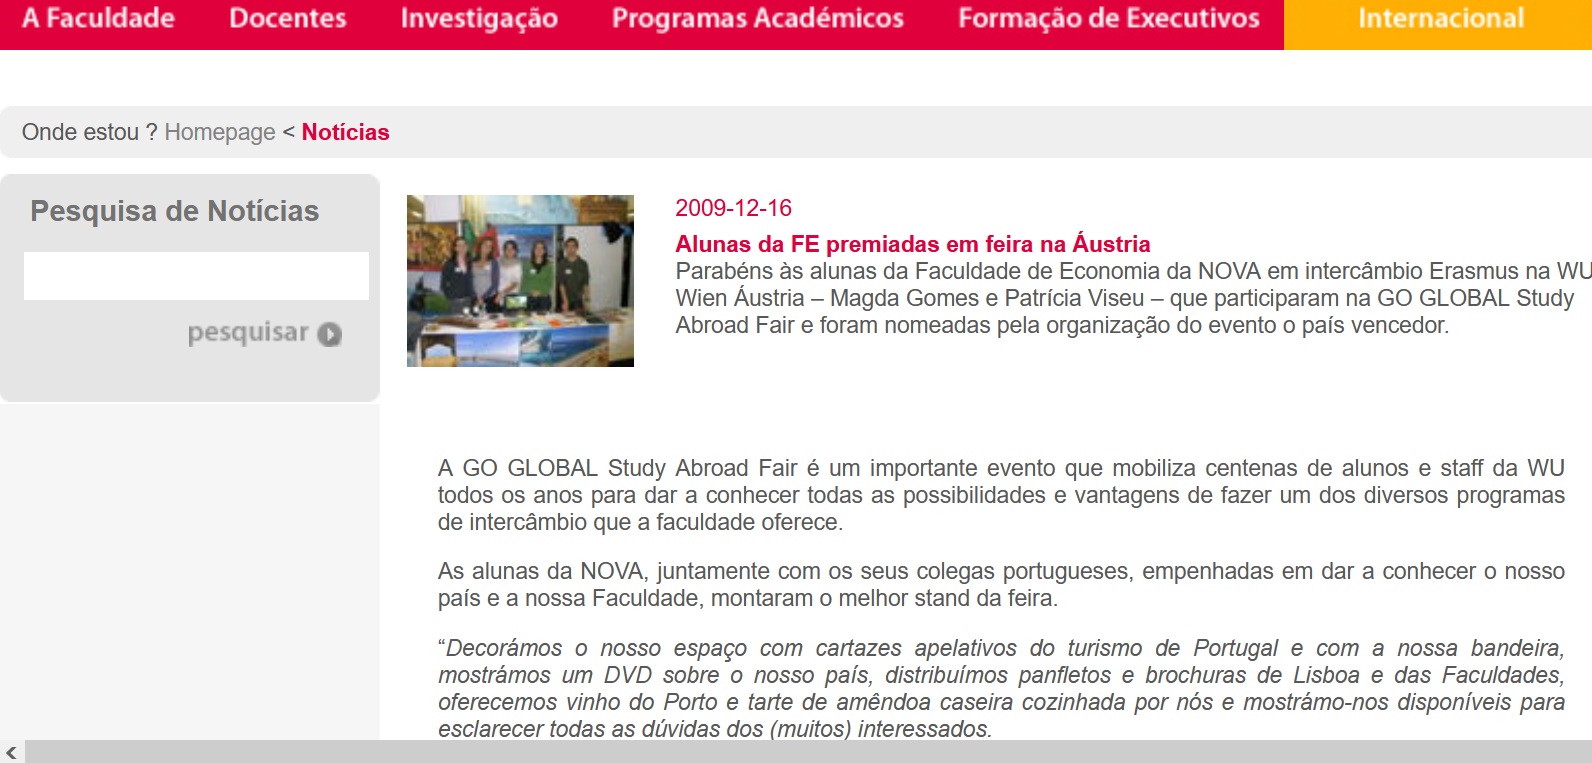 A Faculdade Docentes Investigação Programas Académicos Formação de Executivos Internacional
Onde estou ? Homepage < Notícias
Pesquisa de Notícias
pesquisar
2009-12-16
Alunas da FE premiadas em feira na Áustria
Parabéns às alunas da Faculdade de Economia da NOVA em intercâmbio Erasmus na WU
Wien Áustria – Magda Gomes e Patrícia Viseu – que participaram na GO GLOBAL Study
Abroad Fair e foram nomeadas pela organização do evento o país vencedor.
A GO GLOBAL Study Abroad Fair é um importante evento que mobiliza centenas de alunos e staff da WU
todos os anos para dar a conhecer todas as possibilidades e vantagens de fazer um dos diversos programas
de intercâmbio que a faculdade oferece.
As alunas da NOVA, juntamente com os seus colegas portugueses, empenhadas em dar a conhecer o nosso
país e a nossa Faculdade, montaram o melhor stand da feira.
“Decorámos o nosso espaço com cartazes apelativos do turismo de Portugal e com a nossa bandeira,
mostrámos um DVD sobre o nosso país, distribuímos panfletos e brochuras de Lisboa e das Faculdades,
oferecemos vinho do Porto e tarte de amêndoa caseira cozinhada por nós e mostrámo-nos disponíveis para
esclarecer todas as dúvidas dos (muitos) interessados.